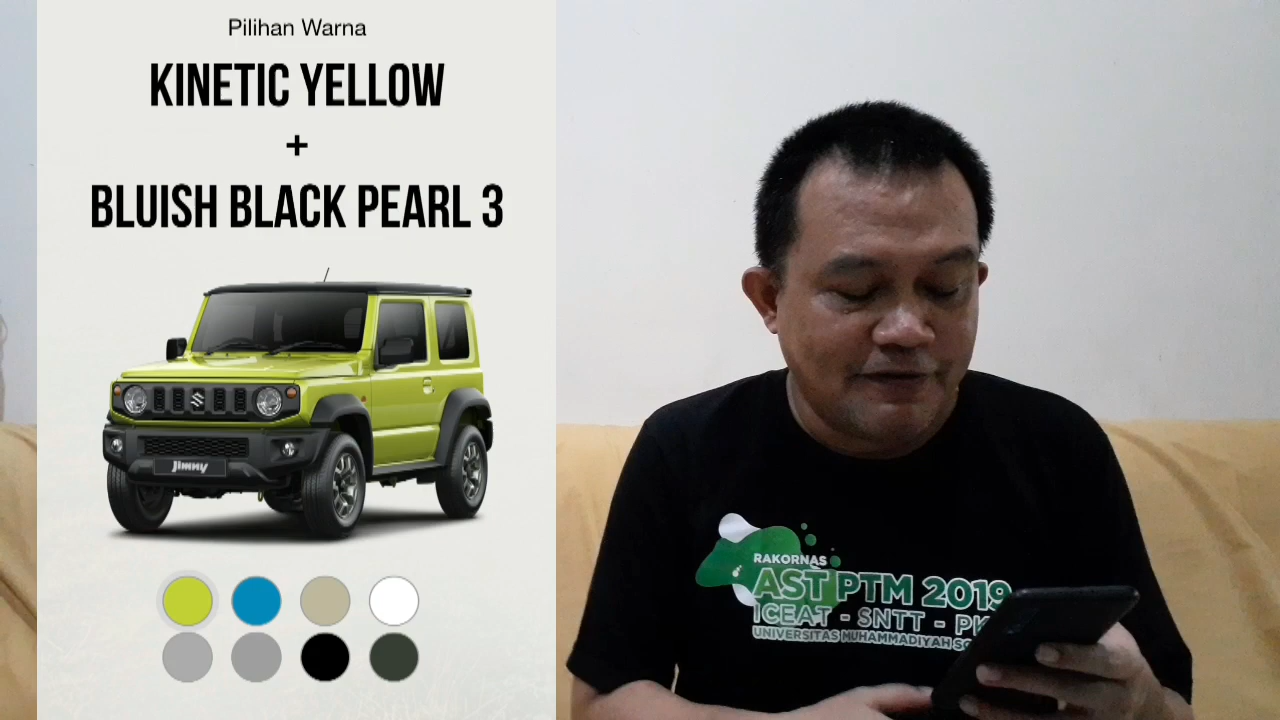 Pilihan Warna
KINETIC YELLOW
+
BLUISH BLACK PEARL 3
Jimny
RAKORNAS
AST PTM 2019
ICEAT - SNTT - PK
UNIVERSITAS MUHAMMADIYAH